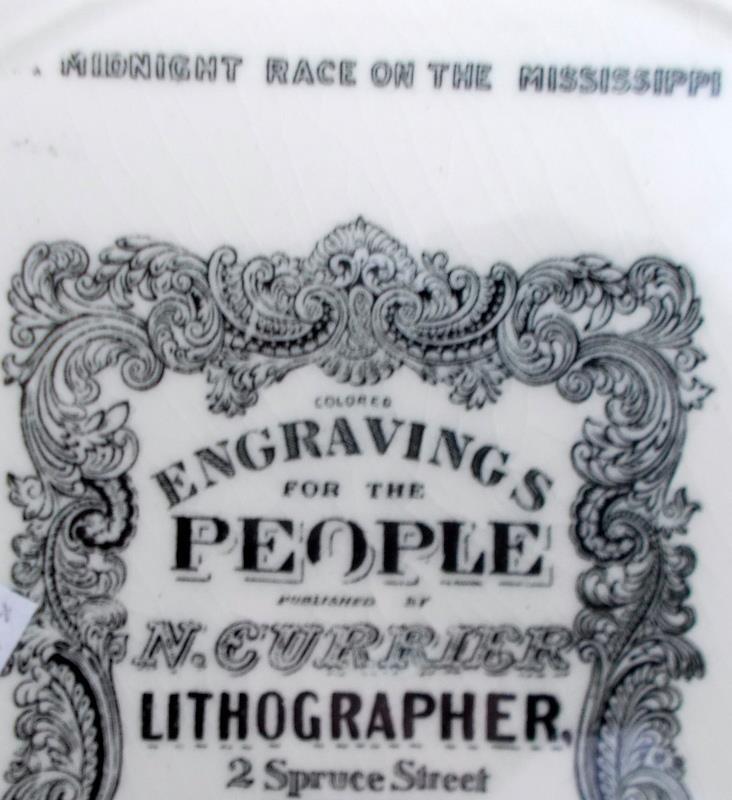 MIDNIGHT RACE ON THE MISSISSIPPI
COLORED
ENGRAVINGS
FOR THE
PEOPLE
PUBLISHED BY
N. CURRIER
LITHOGRAPHER,
2 Spruce Street